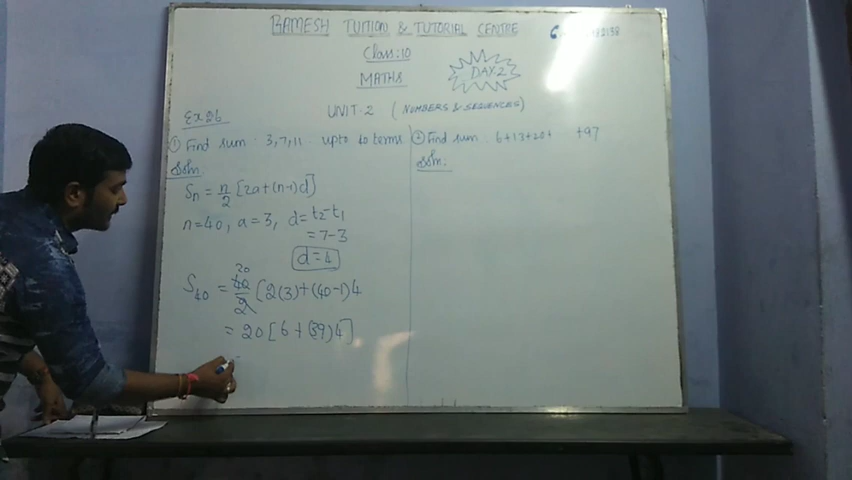 RAMESH TUITION & TUTORIAL CENTRE
Class:10
MATHS
DAY2
UNIT-2 (NUMBERS & SEQUENCES)
Ex 2.6
① Find sum : 3,7,11 upto 40 terms
Soln:
Sn = n/2 [2a+(n-1)d]
n=40, a=3, d=t2-t1
=7-3
d=4
20
S40 = 40/2 [2(3)+(40-1)4
= 20[6+(39)4]
② Find sum : 6+13+20+ +97
Soln: